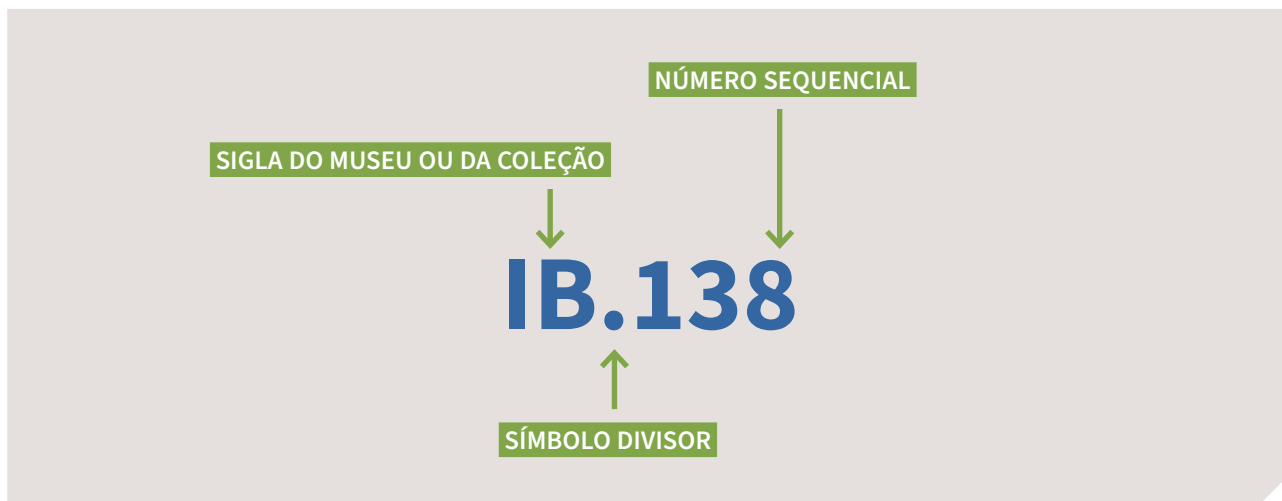 NÚMERO SEQUENCIAL
SIGLA DO MUSEU OU DA COLEÇÃO
IB.138
SÍMBOLO DIVISOR